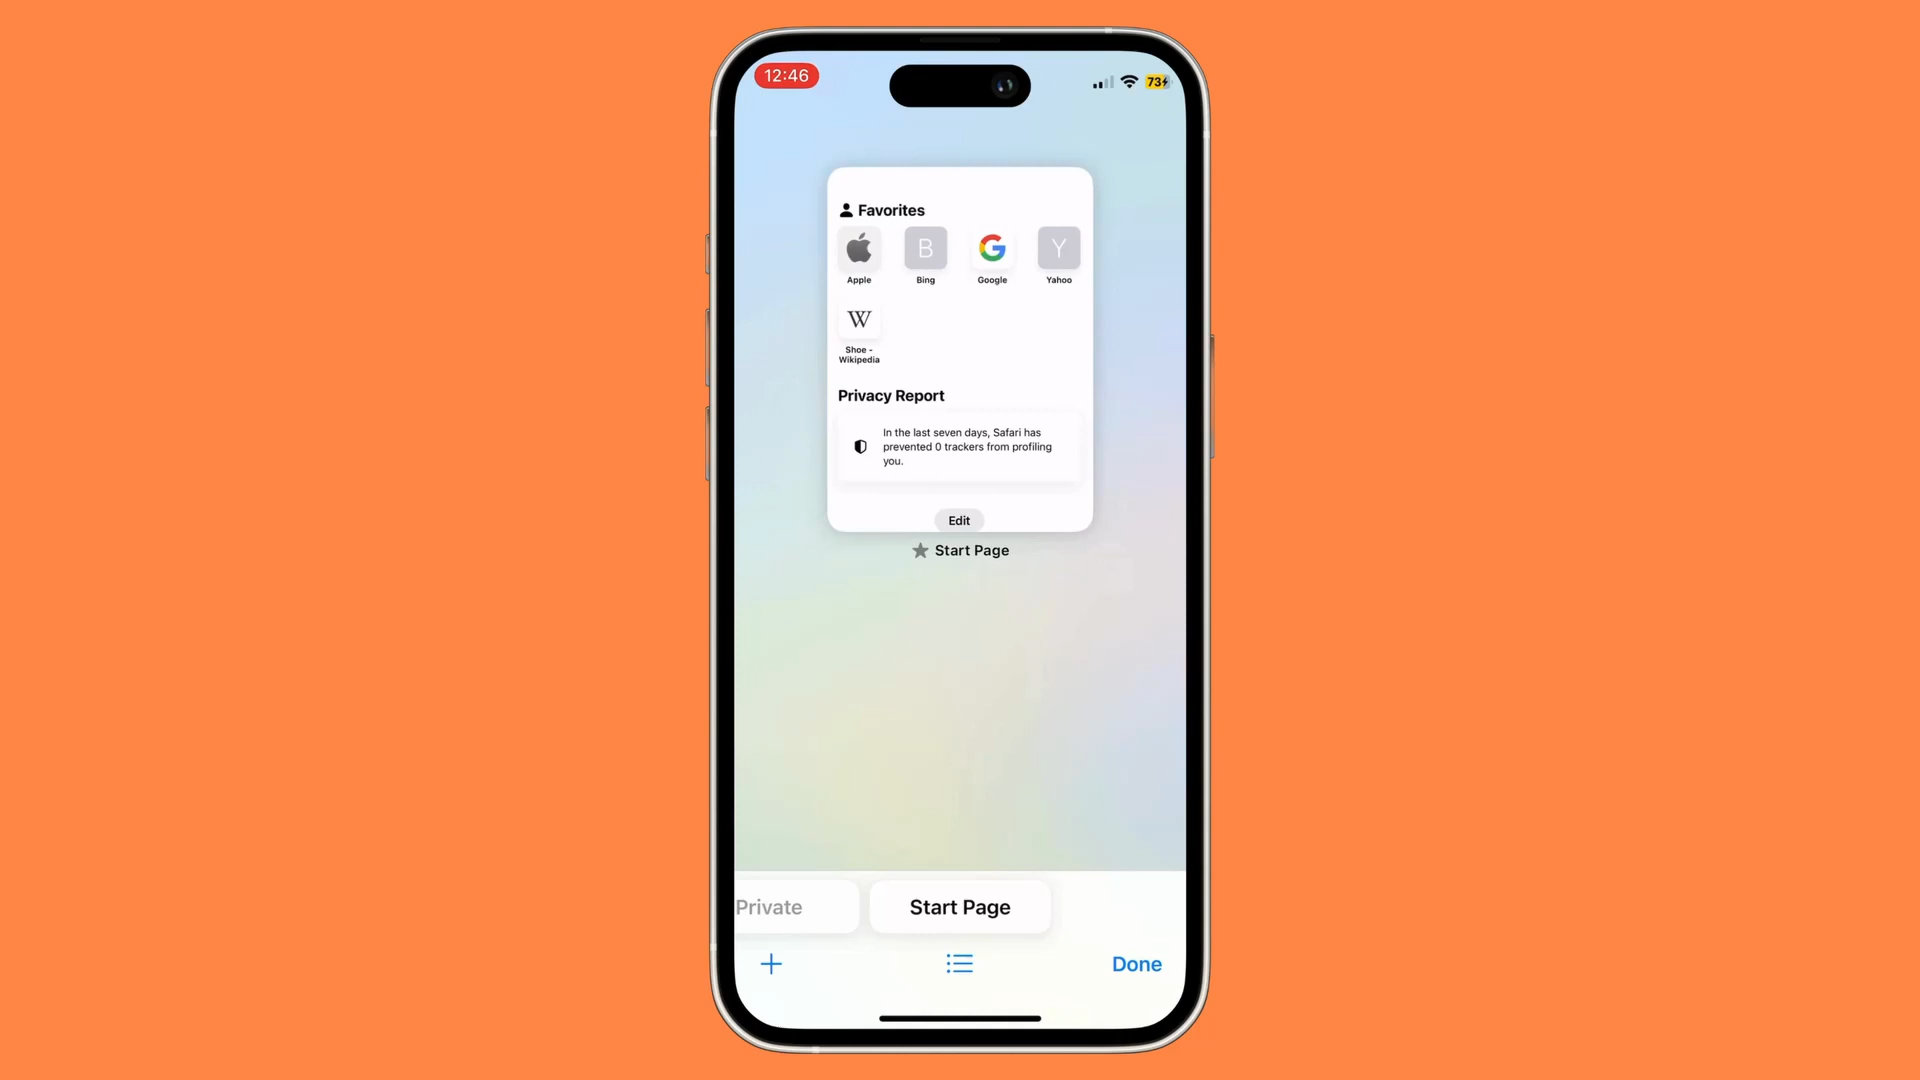 12:46
73
Favorites
B
Y
Apple
Bing
Google
Yahoo
W
Shoe -
Wikipedia
Privacy Report
In the last seven days, Safari has
prevented 0 trackers from profiling
you.
Edit
Start Page
Private
Start Page
Done